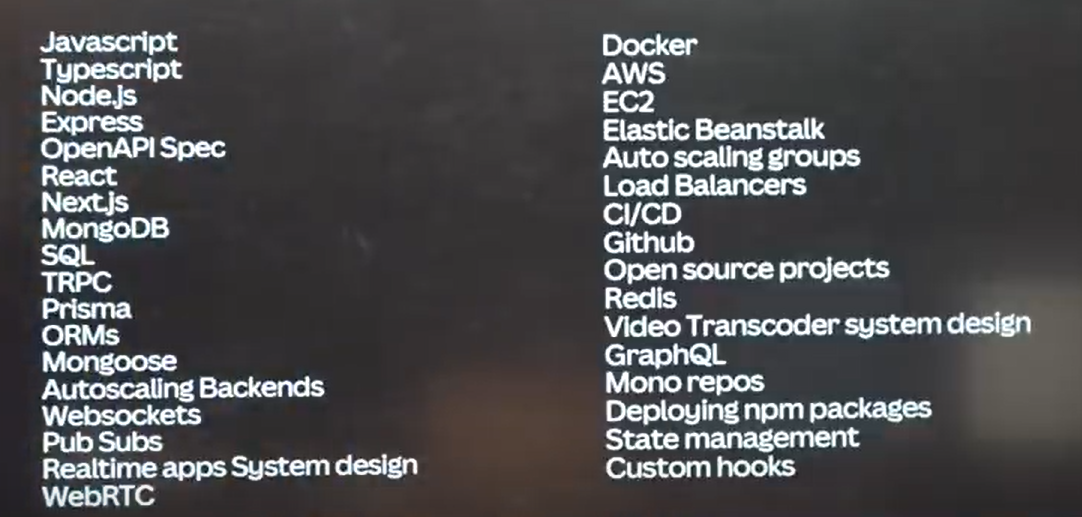 Javascript
Typescript
Node.js
Express
OpenAPI Spec
React
Next.js
MongoDB
SQL
TRPC
Prisma
ORMs
Mongoose
Autoscaling Backends
Websockets
Pub Subs
Realtime apps System design
WebRTC
Docker
AWS
EC2
Elastic Beanstalk
Auto scaling groups
Load Balancers
CI/CD
Github
Open source projects
Redis
Video Transcoder system design
GraphQL
Mono repos
Deploying npm packages
State management
Custom hooks